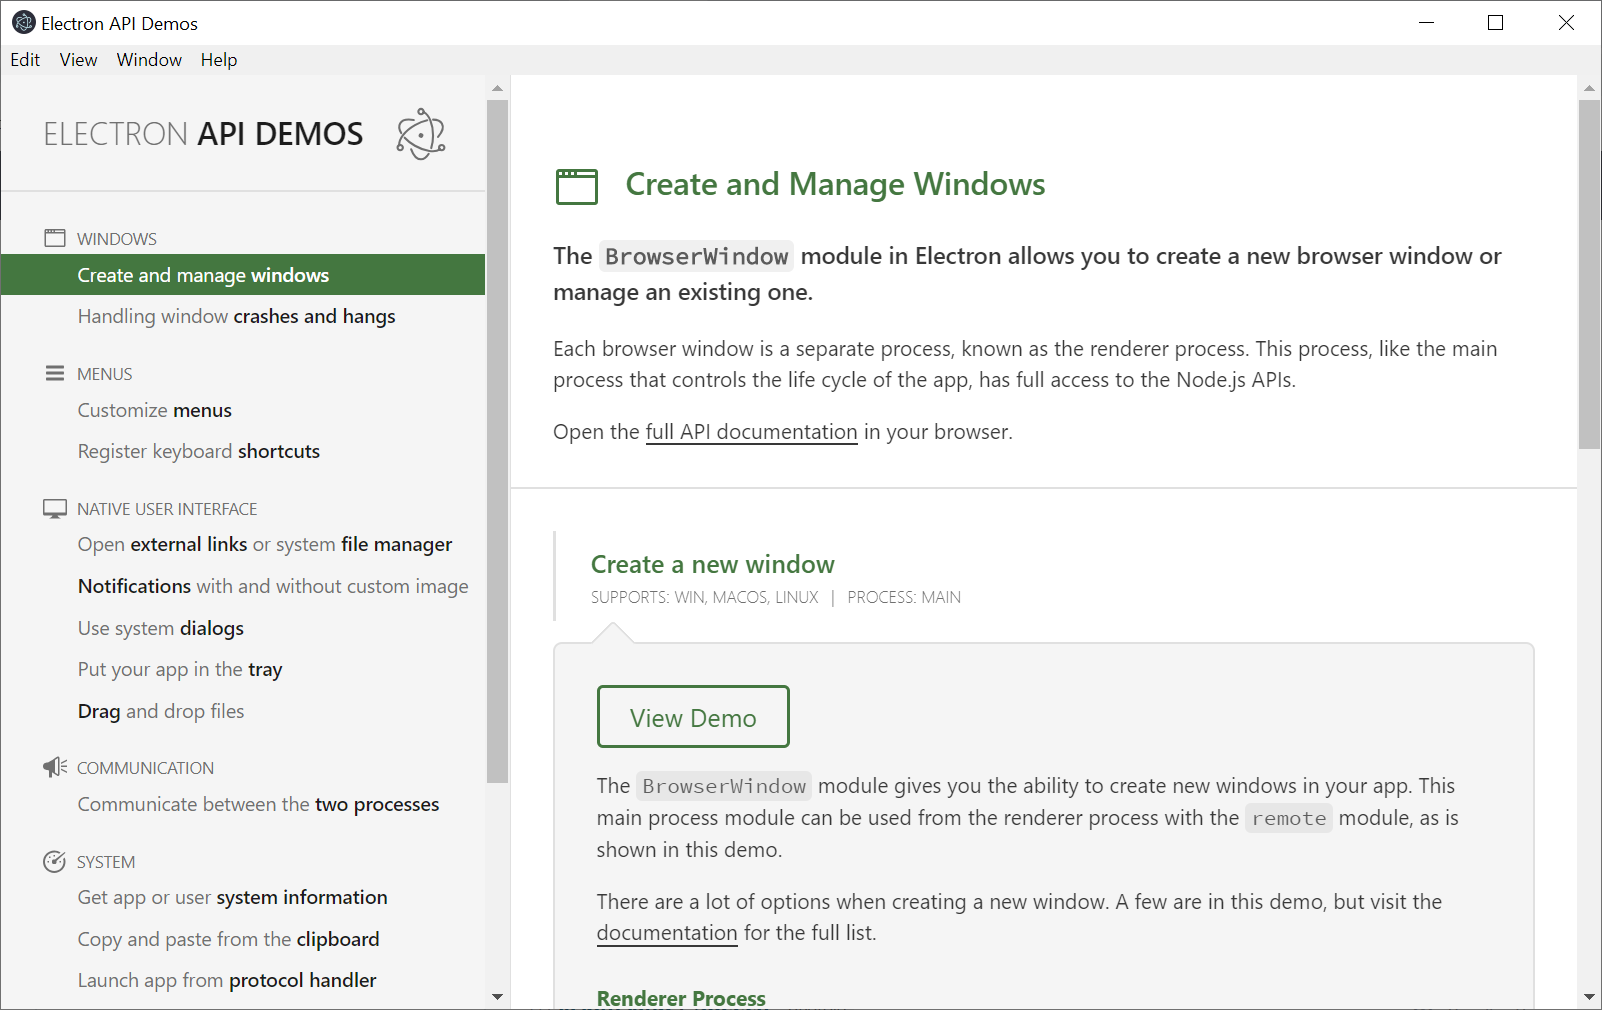 Electron API Demos
Edit View Window Help
ELECTRON API DEMOS
WINDOWS
Create and manage windows
Handling window crashes and hangs
MENUS
Customize menus
Register keyboard shortcuts
NATIVE USER INTERFACE
Open external links or system file manager
Notifications with and without custom image
Use system dialogs
Put your app in the tray
Drag and drop files
COMMUNICATION
Communicate between the two processes
SYSTEM
Get app or user system information
Copy and paste from the clipboard
Launch app from protocol handler
Create and Manage Windows
The BrowserWindow module in Electron allows you to create a new browser window or
manage an existing one.
Each browser window is a separate process, known as the renderer process. This process, like the main
process that controls the life cycle of the app, has full access to the Node.js APIs.
Open the full API documentation in your browser.
Create a new window
SUPPORTS: WIN, MACOS, LINUX | PROCESS: MAIN
View Demo
The BrowserWindow module gives you the ability to create new windows in your app. This
main process module can be used from the renderer process with the remote module, as is
shown in this demo.
There are a lot of options when creating a new window. A few are in this demo, but visit the
documentation for the full list.
Renderer Process